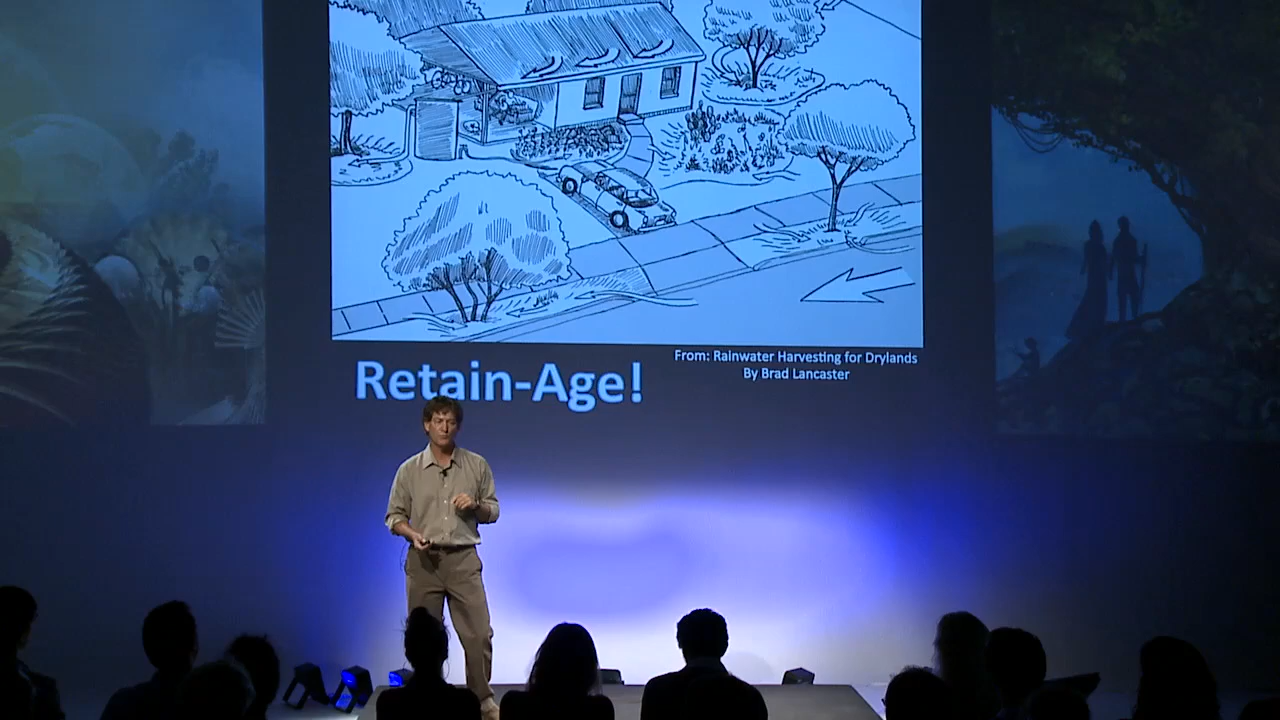 Retain-Age!
From: Rainwater Harvesting for Drylands
By Brad Lancaster